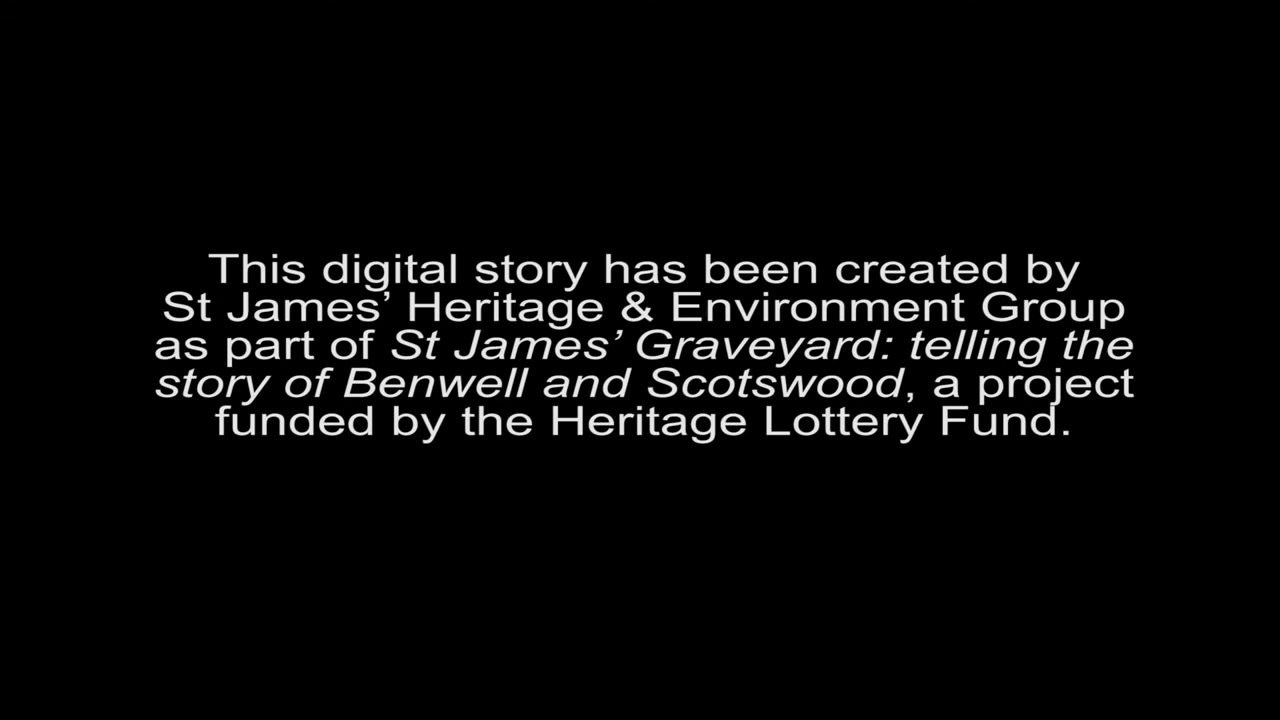 This digital story has been created by
St James’ Heritage & Environment Group
as part of St James’ Graveyard: telling the
story of Benwell and Scotswood, a project
funded by the Heritage Lottery Fund.